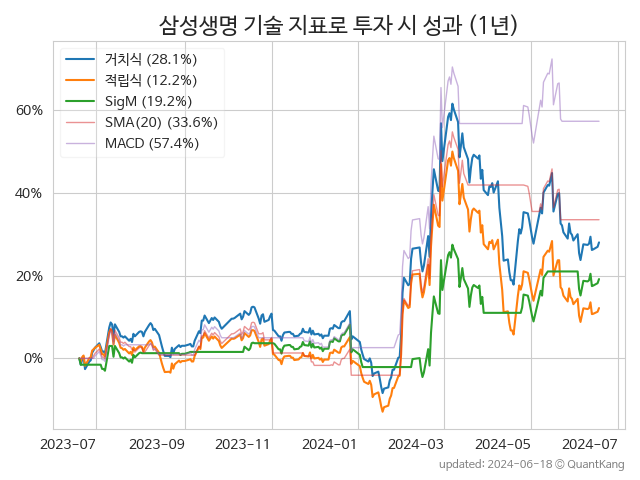 삼성생명 기술 지표로 투자 시 성과 (1년)
거치식 (28.1%)
적립식 (12.2%)
SigM (19.2%)
SMA(20) (33.6%)
MACD (57.4%)
60%
40%
20%
0%
2023-07 2023-09 2023-11 2024-01 2024-03 2024-05 2024-07
updated: 2024-06-18 © QuantKang